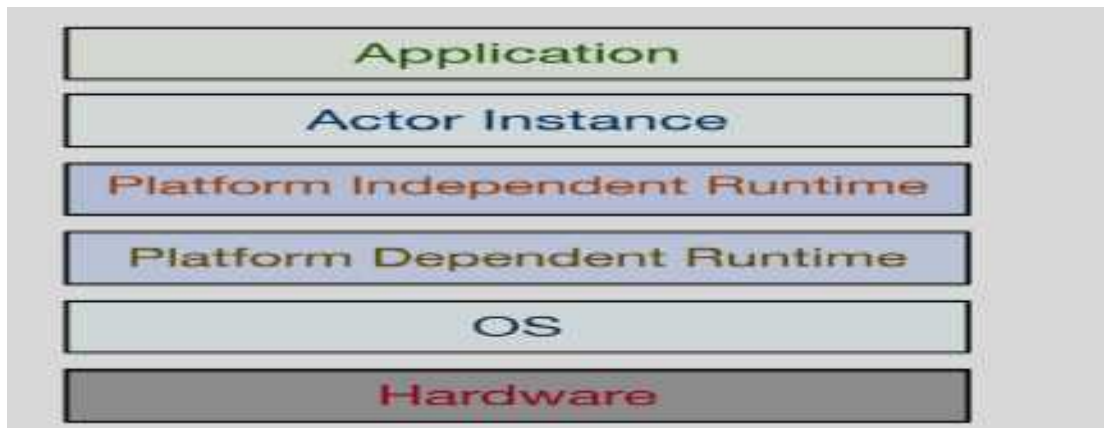 Application
Actor Instance
Platform Independent Runtime
Platform Dependent Runtime
OS
Hardware